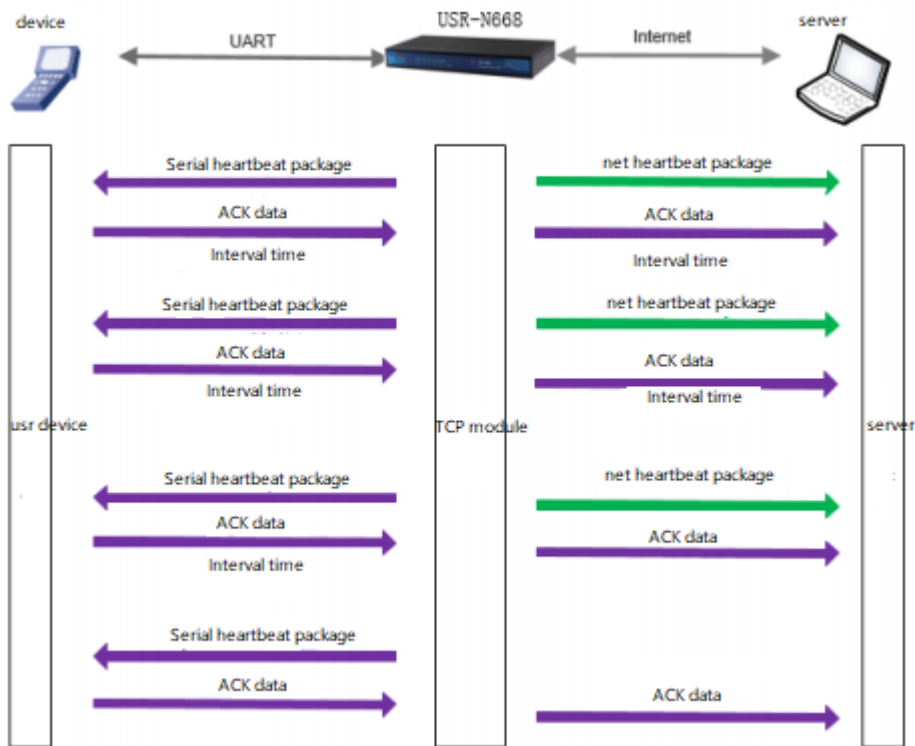 device
USR-N668
server
UART
Internet
Serial heartbeat package
net heartbeat package
ACK data
ACK data
Interval time
Interval time
Serial heartbeat package
net heartbeat package
ACK data
ACK data
Interval time
Interval time
usr device
TCP module
server
Serial heartbeat package
net heartbeat package
ACK data
ACK data
Interval time
Serial heartbeat package
ACK data
ACK data